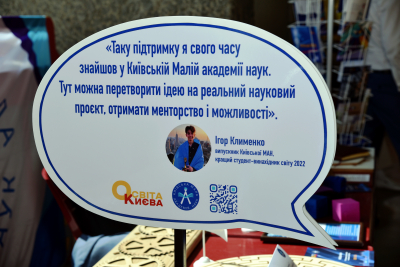 «Таку підтримку я свого часу
знайшов у Київській Малій академії наук.
Тут можна перетворити ідею на реальний науковий
проєкт, отримати менторство і можливості».
Ігор Клименко
випускник Київської МАН,
кращий студент-винахідник світу 2022
ОСВІТА
КИЄВА